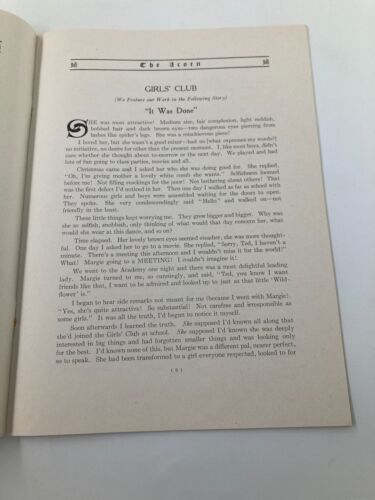 The Acorn
GIRLS' CLUB
(We Feature our Work in the Following Story)
"It Was Done"
SHE was most attractive! Medium size, fair complexion, light reddish,
bobbed hair and dark brown eyes—two dangerous eyes piercing from
holes like spider's legs. She was a mischievous piece!
I loved her, but she wasn't a good mixer—had no [what expresses my words?]
no initiative, no desire for other than the present moment. I, like most boys, didn't
care whether she thought about to-morrow or the next day. We played and had
lots of fun going to class parties, movies and all.
Christmas came and I asked her who she was doing good for. She replied,
"Oh, I'm giving mother a lovely white mush she wants." Selfishness loomed
before me! Not filling stockings for the poor! Not bothering about others! That
was the first defect I'd noticed in her. Then one day I walked as far as school with
her. Numerous girls and boys were assembled waiting for the doors to open.
They spoke. She very condescendingly said "Hello" and walked on—not
friendly in the least.
These little things kept worrying me. They grew bigger and bigger. Why was
she so selfish, snobbish, only thinking of what would that day concern her, what
would she wear at this dance, and so on?
Time elapsed. Her lovely brown eyes seemed steadier, she was more thought-
ful. One day I asked her to go to a movie. She replied, "Sorry, Ted, I haven't a
minute. There's a meeting this afternoon and I wouldn't miss it for the world!"
What! Margie going to a MEETING! I couldn't imagine it!
We went to the Academy one night and there was a most delightful leading
lady. Margie turned to me, so cunningly, and said, "Ted, you know I want
friends like that, I want to be admired and looked up to just as that little 'Wild-
flower' is."
I began to hear side remarks not meant for me (because I went with Margie).
"Yes, she's quite attractive! So substantial! Not carefree and irresponsible as
some girls." It was all the truth, I'd begun to notice it myself.
Soon afterwards I learned the truth. She supposed I'd known all along that
she'd joined the Girls' Club at school. She supposed I'd known she was deeply
interested in big things and had forgotten smaller things and was looking only
for the best. I'd known none of this, but Margie was a different pal, nearer perfect,
so to speak. She had been transformed to a girl everyone respected, looked to for